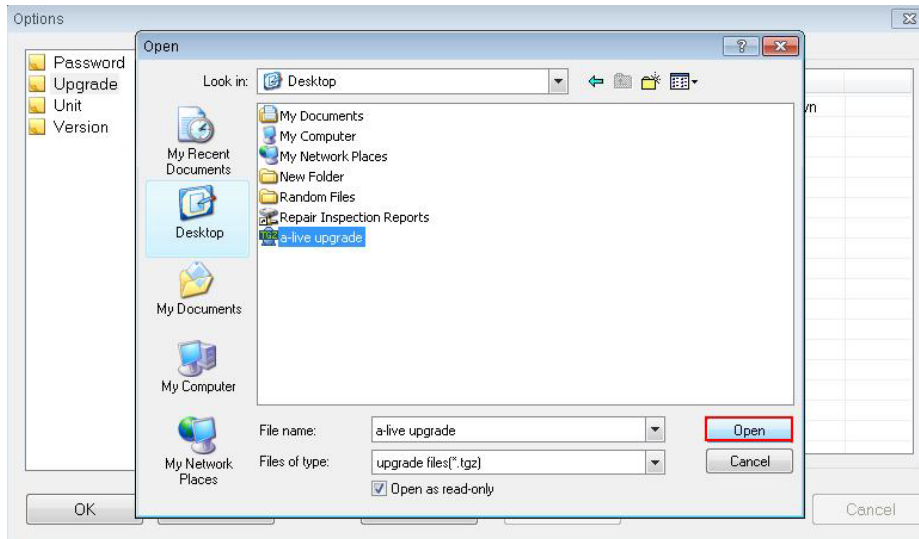 Options
Password
Upgrade
Unit
Version
Open
Look in:
Desktop
My Recent
Documents
Desktop
My Documents
My Computer
My Network
Places
My Documents
My Computer
My Network Places
New Folder
Random Files
Repair Inspection Reports
TGZ
a-live upgrade
File name:
a-live upgrade
Open
Files of type:
upgrade files(*.tgz)
Cancel
Open as read-only
OK
Cancel